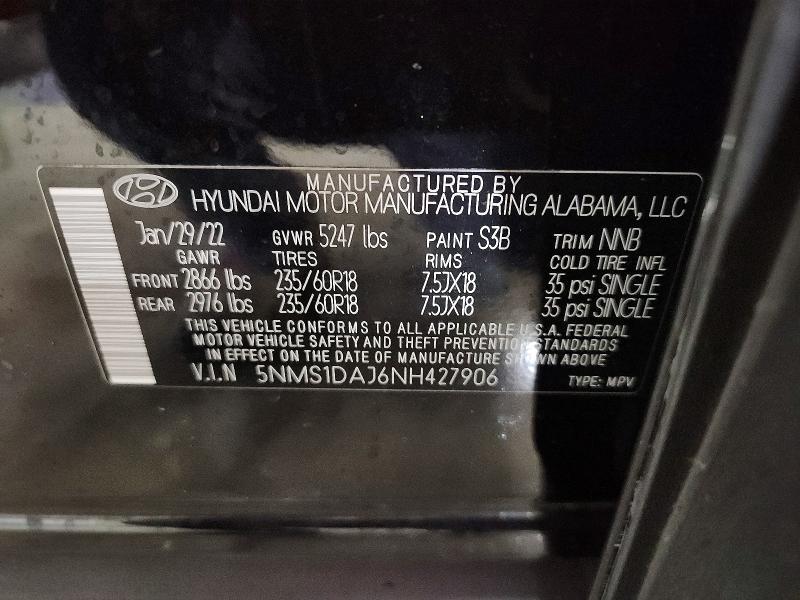 MANUFACTURED BY
HYUNDAI MOTOR MANUFACTURING ALABAMA, LLC
Jan/29/22 GVWR 5247 lbs PAINT S3B TRIM NNB
GAWR TIRES RIMS COLD TIRE INFL
FRONT 2866 lbs 235/60R18 7.5JX18 35 psi SINGLE
REAR 2976 lbs 235/60R18 7.5JX18 35 psi SINGLE
THIS VEHICLE CONFORMS TO ALL APPLICABLE U.S.A. FEDERAL
MOTOR VEHICLE SAFETY AND THEFT PREVENTION STANDARDS
IN EFFECT ON THE DATE OF MANUFACTURE SHOWN ABOVE.
V.I.N 5NMS1DAJ6NH427906 TYPE: MPV